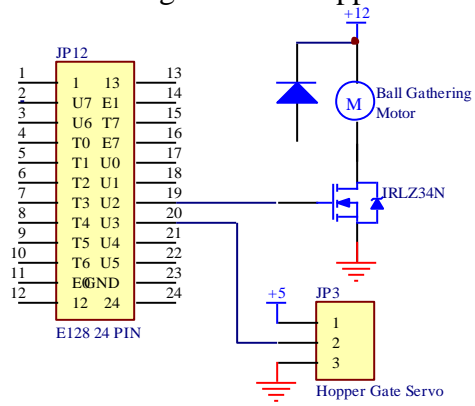 +12
JP12
1 1 13 13
2 U7 E1 14
3 U6 T7 15
4 T0 E7 16
5 T1 U0 17
6 T2 U1 18
7 T3 U2 19
8 T4 U3 20
9 T5 U4 21
10 T6 U5 22
11 E0 GND 23
12 12 24 24
E128 24 PIN
M
Ball Gathering
Motor
IRLZ34N
+5
JP3
1
2
3
Hopper Gate Servo